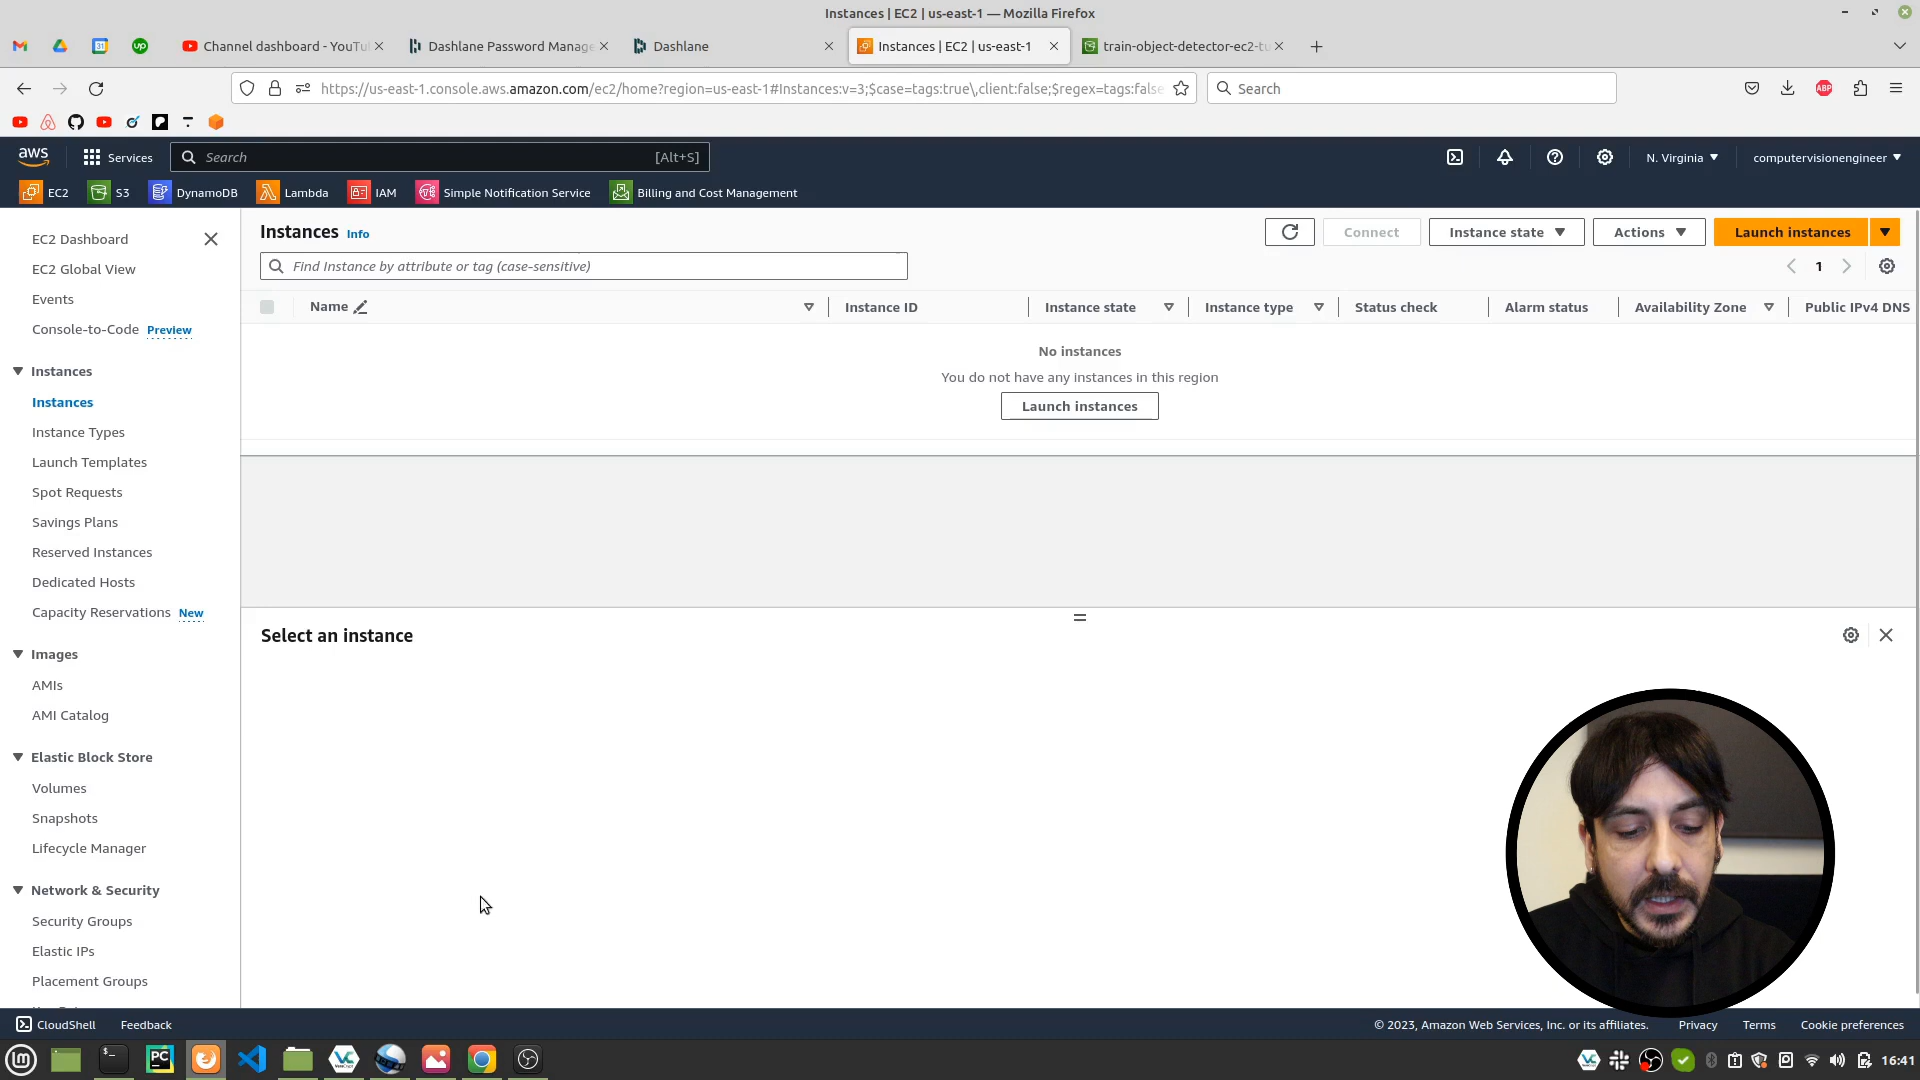 Instances | EC2 | us-east-1 — Mozilla Firefox
Channel dashboard - YouTu
Dashlane Password Manage
Dashlane
Instances | EC2 | us-east-1
train-object-detector-ec2-tu
https://us-east-1.console.aws.amazon.com/ec2/home?region=us-east-1#Instances:v=3;$case=tags:true\,client:false;$regex=tags:false
Search
ABP
aws
Services
Search
[Alt+S]
N. Virginia
computervisionengineer
EC2
S3
DynamoDB
Lambda
IAM
Simple Notification Service
Billing and Cost Management
EC2 Dashboard
EC2 Global View
Events
Console-to-Code Preview
Instances
Instances
Instance Types
Launch Templates
Spot Requests
Savings Plans
Reserved Instances
Dedicated Hosts
Capacity Reservations New
Images
AMIs
AMI Catalog
Elastic Block Store
Volumes
Snapshots
Lifecycle Manager
Network & Security
Security Groups
Elastic IPs
Placement Groups
Instances Info
Connect
Instance state
Actions
Launch instances
Find Instance by attribute or tag (case-sensitive)
1
Name
Instance ID
Instance state
Instance type
Status check
Alarm status
Availability Zone
Public IPv4 DNS
No instances
You do not have any instances in this region
Launch instances
Select an instance
CloudShell
Feedback
© 2023, Amazon Web Services, Inc. or its affiliates.
Privacy
Terms
Cookie preferences
16:41